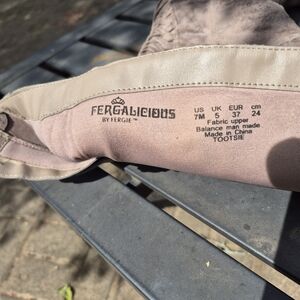 FERGALICIOUS
BY FERGIE
US UK EUR cm
7M 5 37 24
Fabric upper
Balance man made
Made in China
TOOTSIE